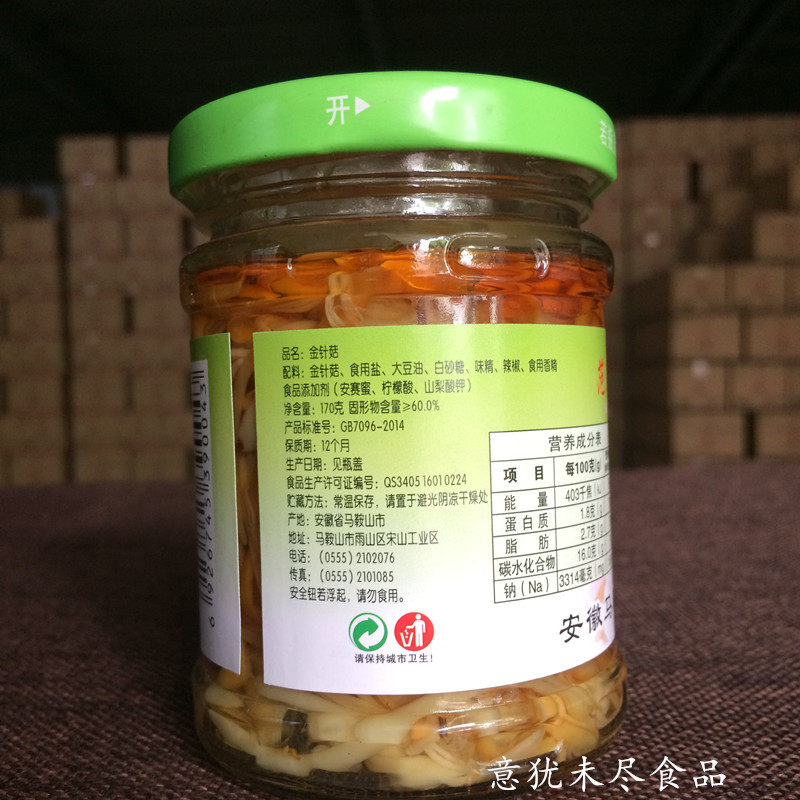 开
品名：金针菇
配料：金针菇、食用盐、大豆油、白砂糖、味精、辣椒、食用香精
食品添加剂（安赛蜜、柠檬酸、山梨酸钾）
净含量：170克 固形物含量≥60.0%
产品标准号：GB7096-2014
保质期：12个月
生产日期：见瓶盖
食品生产许可证编号：QS340516010224
贮藏方法：常温保存，请置于避光阴凉干燥处
产地：安徽省马鞍山市
地址：马鞍山市雨山区宋山工业区
电话：（0555）2102076
传真：（0555）2101085
安全钮若浮起，请勿食用。
请保持城市卫生!
营养成分表
项 目 每100克(g)
能 量 403千焦(
蛋白质 1.8克(g
脂 肪 2.7克(g
碳水化合物 16.0克(g
钠（Na） 3314毫克(mg
安徽马
6 926745 390043
意犹未尽食品